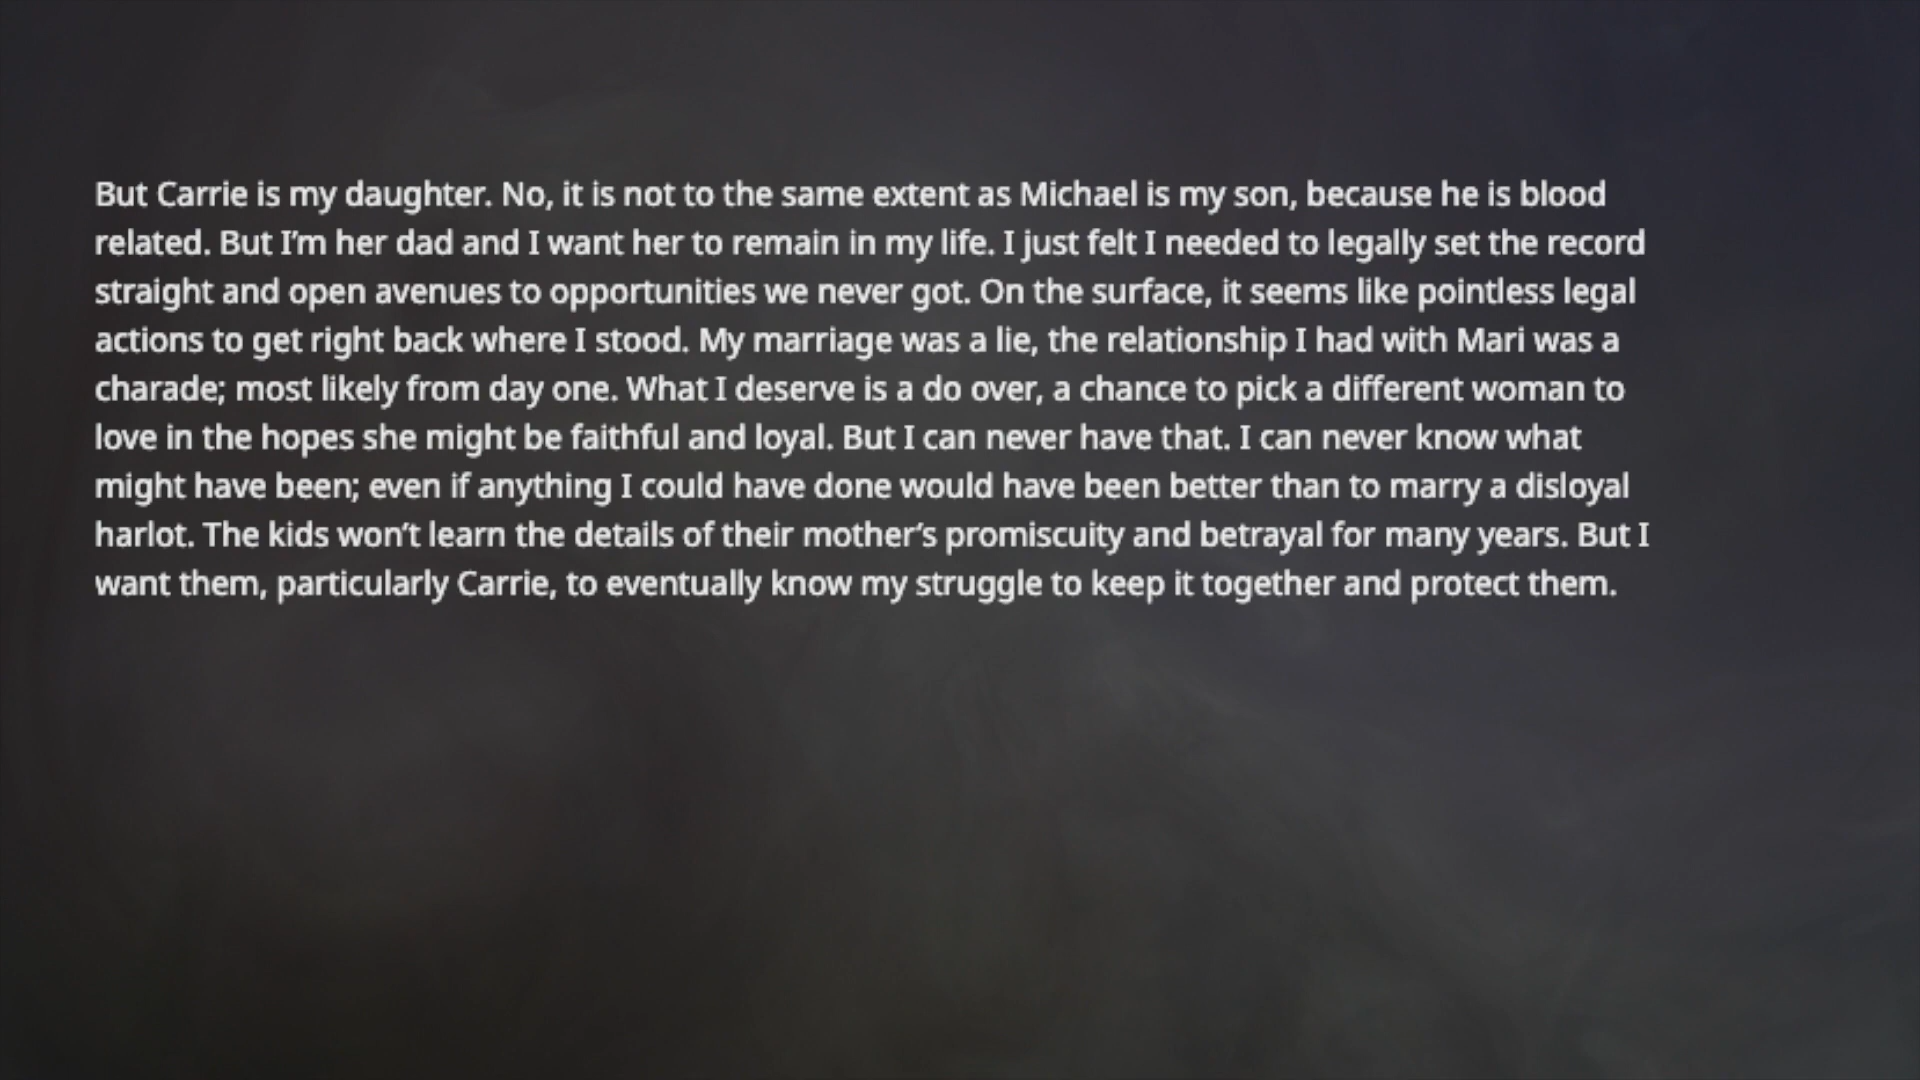 But Carrie is my daughter. No, it is not to the same extent as Michael is my son, because he is blood
related. But I’m her dad and I want her to remain in my life. I just felt I needed to legally set the record
straight and open avenues to opportunities we never got. On the surface, it seems like pointless legal
actions to get right back where I stood. My marriage was a lie, the relationship I had with Mari was a
charade; most likely from day one. What I deserve is a do over, a chance to pick a different woman to
love in the hopes she might be faithful and loyal. But I can never have that. I can never know what
might have been; even if anything I could have done would have been better than to marry a disloyal
harlot. The kids won’t learn the details of their mother’s promiscuity and betrayal for many years. But I
want them, particularly Carrie, to eventually know my struggle to keep it together and protect them.